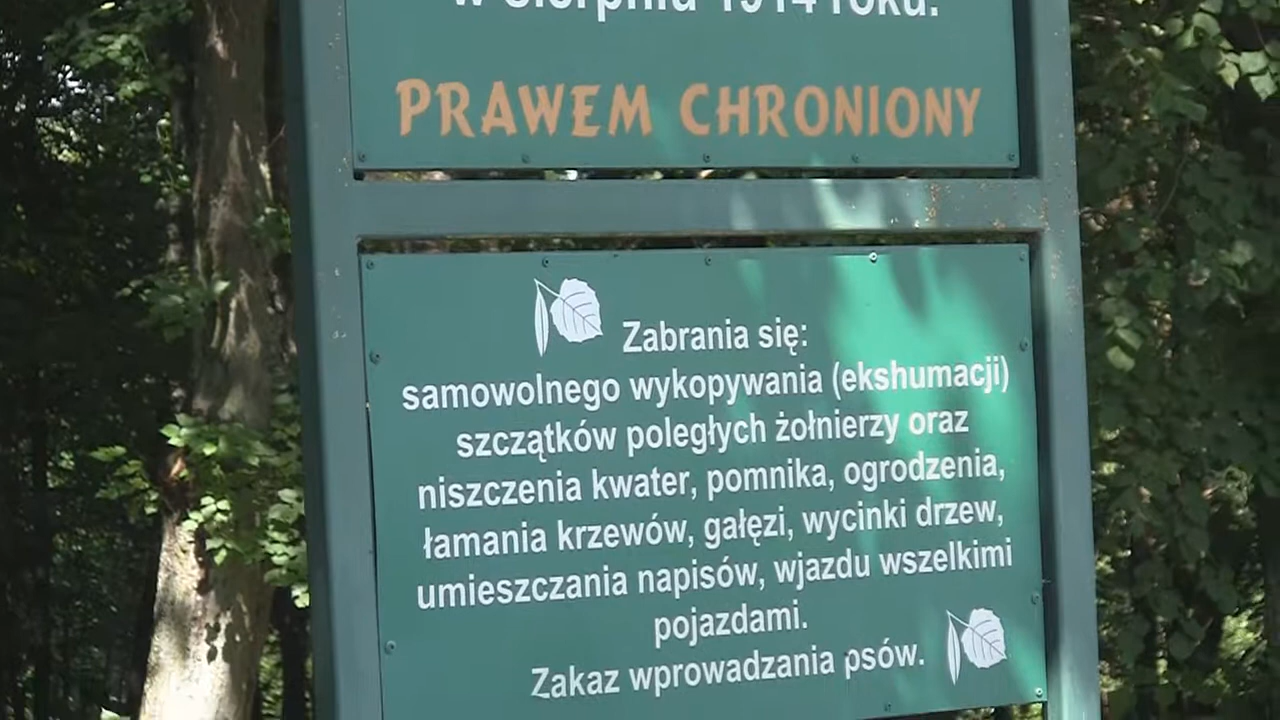 w sierpniu 1914 roku.
PRAWEM CHRONIONY
Zabrania się:
samowolnego wykopywania (ekshumacji)
szczątków poległych żołnierzy oraz
niszczenia kwater, pomnika, ogrodzenia,
łamania krzewów, gałęzi, wycinki drzew,
umieszczania napisów, wjazdu wszelkimi
pojazdami.
Zakaz wprowadzania psów.